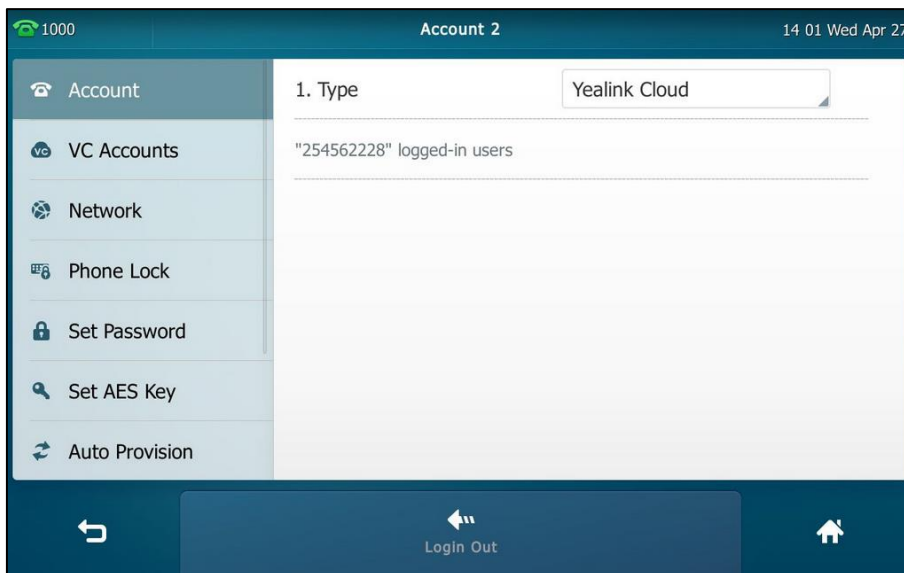 1000
Account 2
14 01 Wed Apr 27
Account
VC Accounts
Network
Phone Lock
Set Password
Set AES Key
Auto Provision
1. Type
Yealink Cloud
"254562228" logged-in users
Login Out